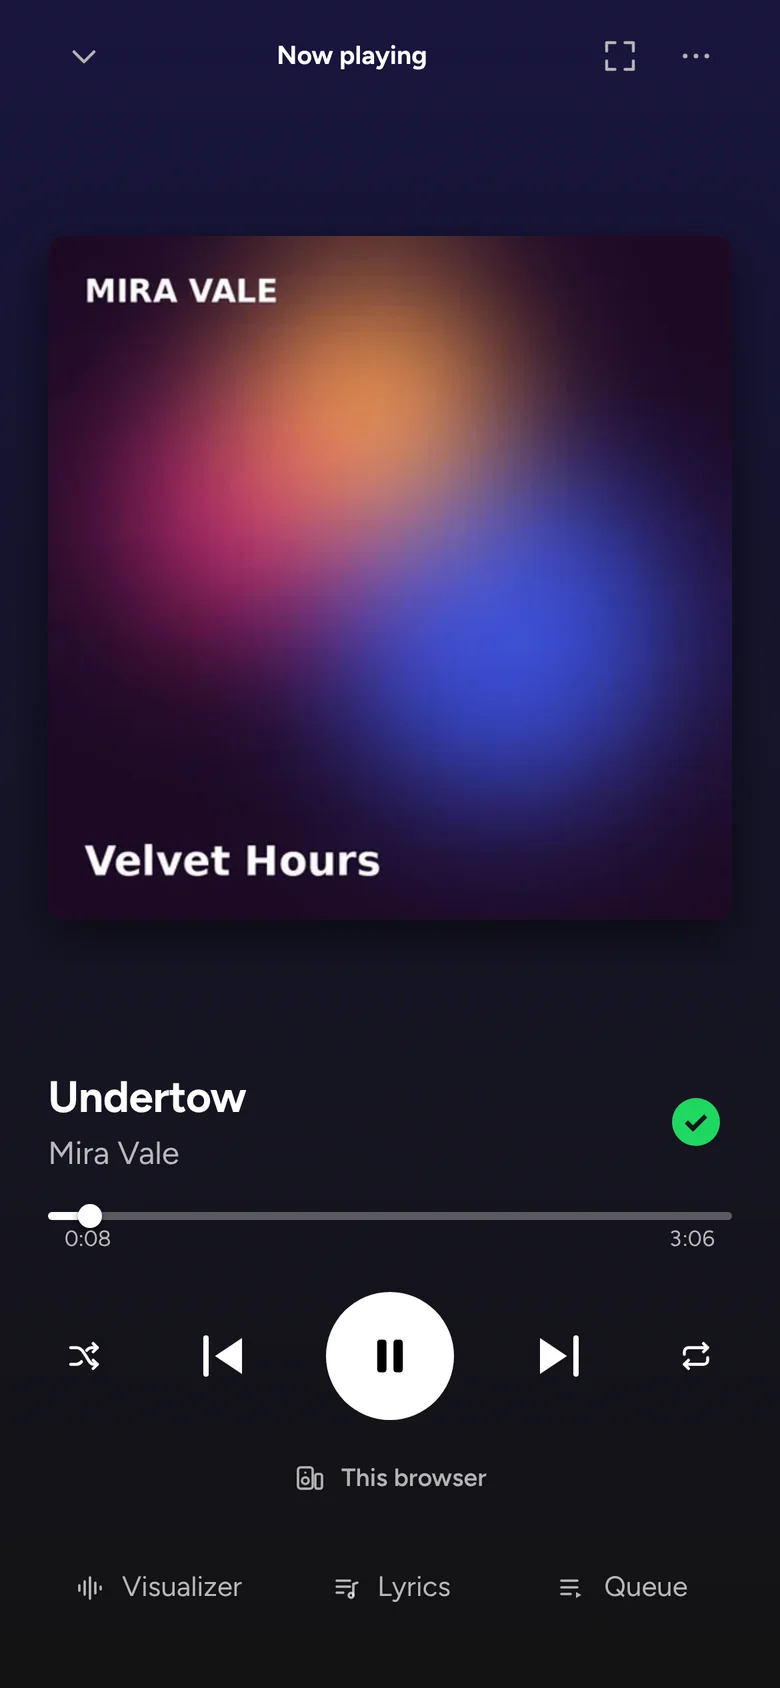 Now playing
MIRA VALE
Velvet Hours
Undertow
Mira Vale
0:08
3:06
This browser
Visualizer
Lyrics
Queue